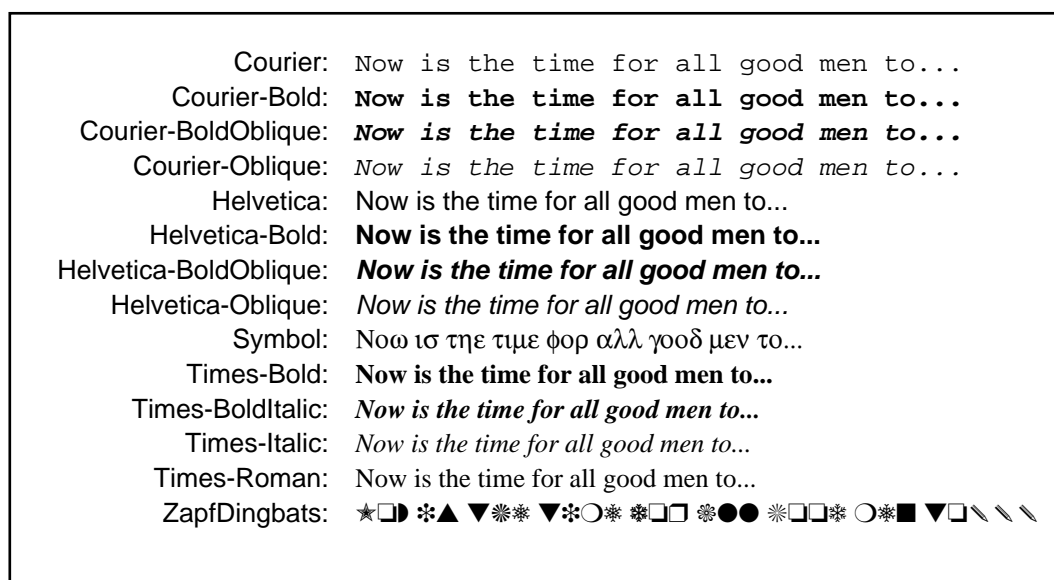 Courier: Now is the time for all good men to...
Courier-Bold: Now is the time for all good men to...
Courier-BoldOblique: Now is the time for all good men to...
Courier-Oblique: Now is the time for all good men to...
Helvetica: Now is the time for all good men to...
Helvetica-Bold: Now is the time for all good men to...
Helvetica-BoldOblique: Now is the time for all good men to...
Helvetica-Oblique: Now is the time for all good men to...
Symbol: Νοω ισ τηε τιμε φορ αλλ γοοδ μεν το...
Times-Bold: Now is the time for all good men to...
Times-BoldItalic: Now is the time for all good men to...
Times-Italic: Now is the time for all good men to...
Times-Roman: Now is the time for all good men to...
ZapfDingbats: ✮❏◗ ❉▲ ▼❈❅ ▼❉❍❅ ❆❏❒ ❁●● ❇❏❏❄ ❍❅■ ▼❏✎✎✎